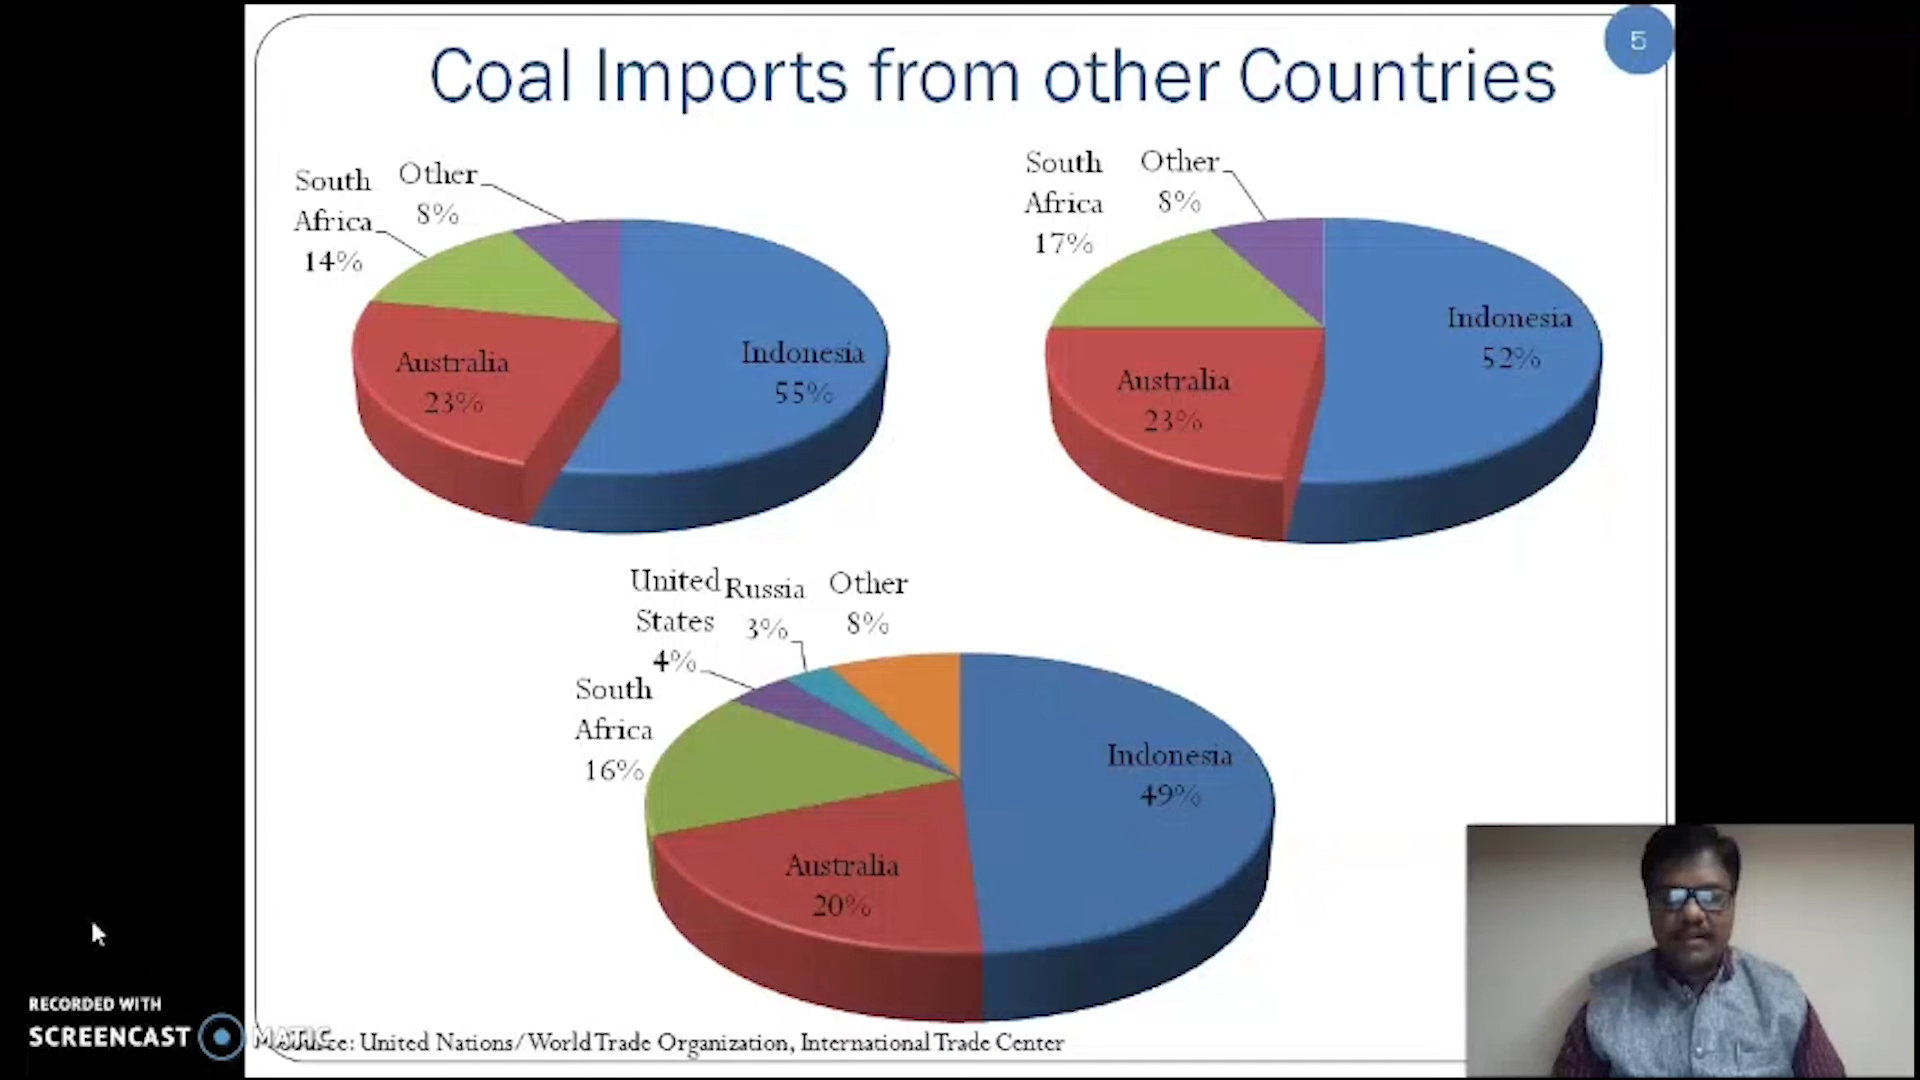 5
Coal Imports from other Countries
South
Africa
14%
Other
8%
Australia
23%
Indonesia
55%
South
Africa
17%
Other
8%
Indonesia
52%
Australia
23%
United
States
4%
Russia
3%
Other
8%
South
Africa
16%
Indonesia
49%
Australia
20%
RECORDED WITH
SCREENCAST MATIC
United Nations/World Trade Organization, International Trade Center